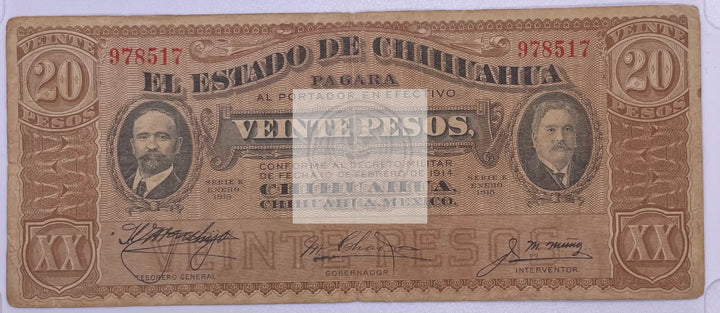 VEINTE
20
PESOS
978517
EL ESTADO DE CHIHUAHUA
978517
VEINTE
20
PESOS
PAGARA
AL PORTADOR EN EFECTIVO
VEINTE PESOS,
CONFORME AL DECRETO MILITAR
DE FECHA 10 DE FEBRERO DE 1914
CHIHUAHUA,
CHIHUAHUA, MEXICO.
SERIE K
ENERO
1915
SERIE K
ENERO
1915
XX
VEINTE PESOS
XX
TESORERO GENERAL
GOBERNADOR
INTERVENTOR